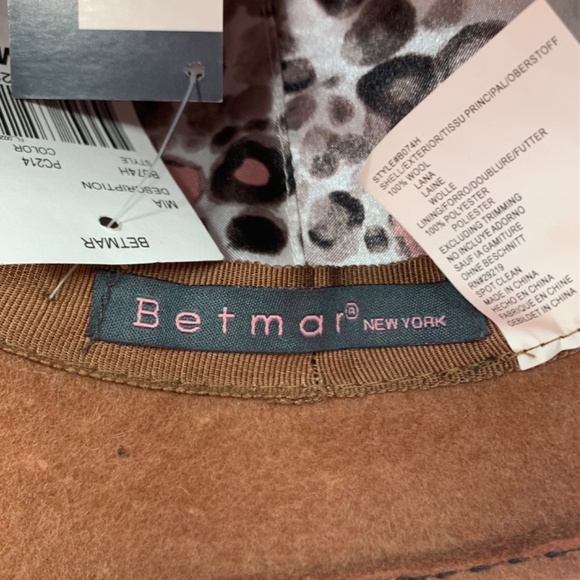 BETMAR
MIA
DESCRIPTION
B074H
STYLE
PC214
COLOR
Betmar® NEW YORK
STYLE#B074H
SHELL/EXTERIOR/TISSU PRINCIPAL/OBERSTOFF
100% WOOL
LANA
LAINE
WOLLE
LINING/FORRO/DOUBLURE/FUTTER
100% POLYESTER
POLIESTER
EXCLUDING TRIMMING
NO INCLUYE ADORNO
SAUF LA GARNITURE
OHNE BESCHNITT
RN#29219
SPOT CLEAN
MADE IN CHINA
HECHO EN CHINA
FABRIQUE EN CHINE
GEBILDET IN CHINA